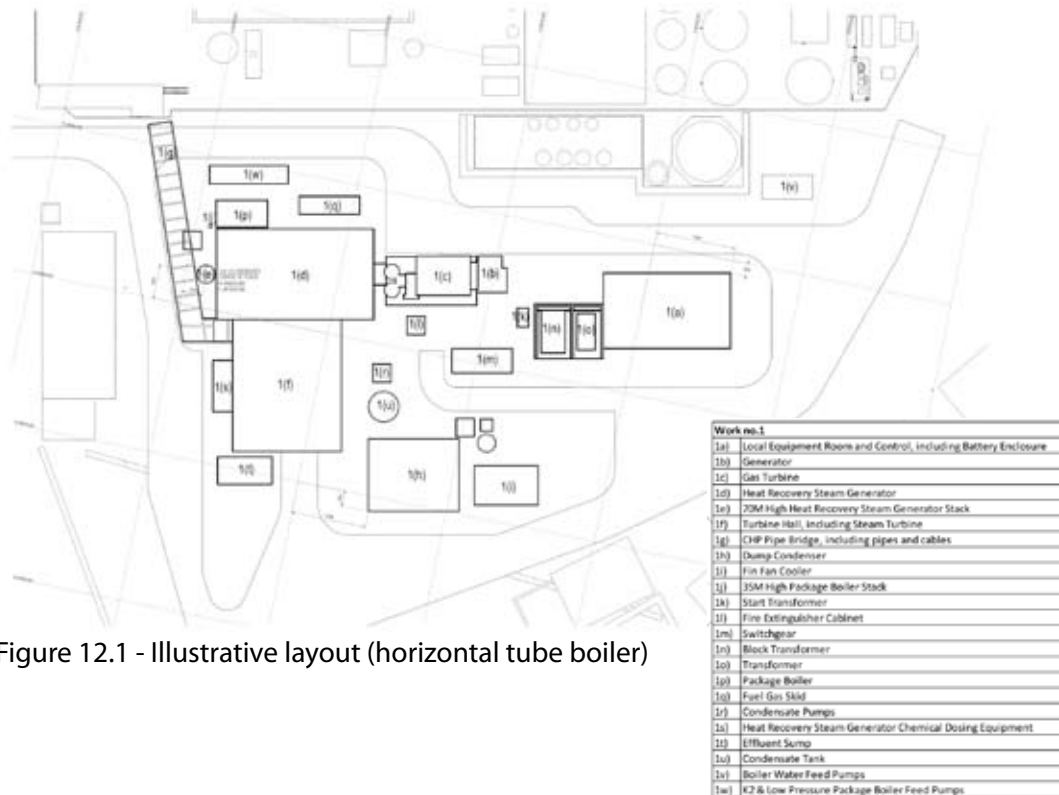 1(g)
1(w)
1(q)
1(p)
1(v)
1(d)
1(c)
1(b)
1(a)
1(n)
1(o)
1(m)
1(r)
1(f)
1(u)
1(h)
1(i)
Work no.1
1a) Local Equipment Room and Control, including Battery Enclosure
1b) Generator
1c) Gas Turbine
1d) Heat Recovery Steam Generator
1e) 70M High Heat Recovery Steam Generator Stack
1f) Turbine Hall, including Steam Turbine
1g) CHP Pipe Bridge, including pipes and cables
1h) Dump Condenser
1i) Fin Fan Cooler
1j) 35M High Package Boiler Stack
1k) Start Transformer
1l) Fire Extinguisher Cabinet
1m) Switchgear
1n) Block Transformer
1o) Transformer
1p) Package Boiler
1q) Fuel Gas Skid
1r) Condensate Pumps
1s) Heat Recovery Steam Generator Chemical Dosing Equipment
1t) Effluent Sump
1u) Condensate Tank
1v) Boiler Water Feed Pumps
1w) K2 & Low Pressure Package Boiler Feed Pumps
Figure 12.1 - Illustrative layout (horizontal tube boiler)